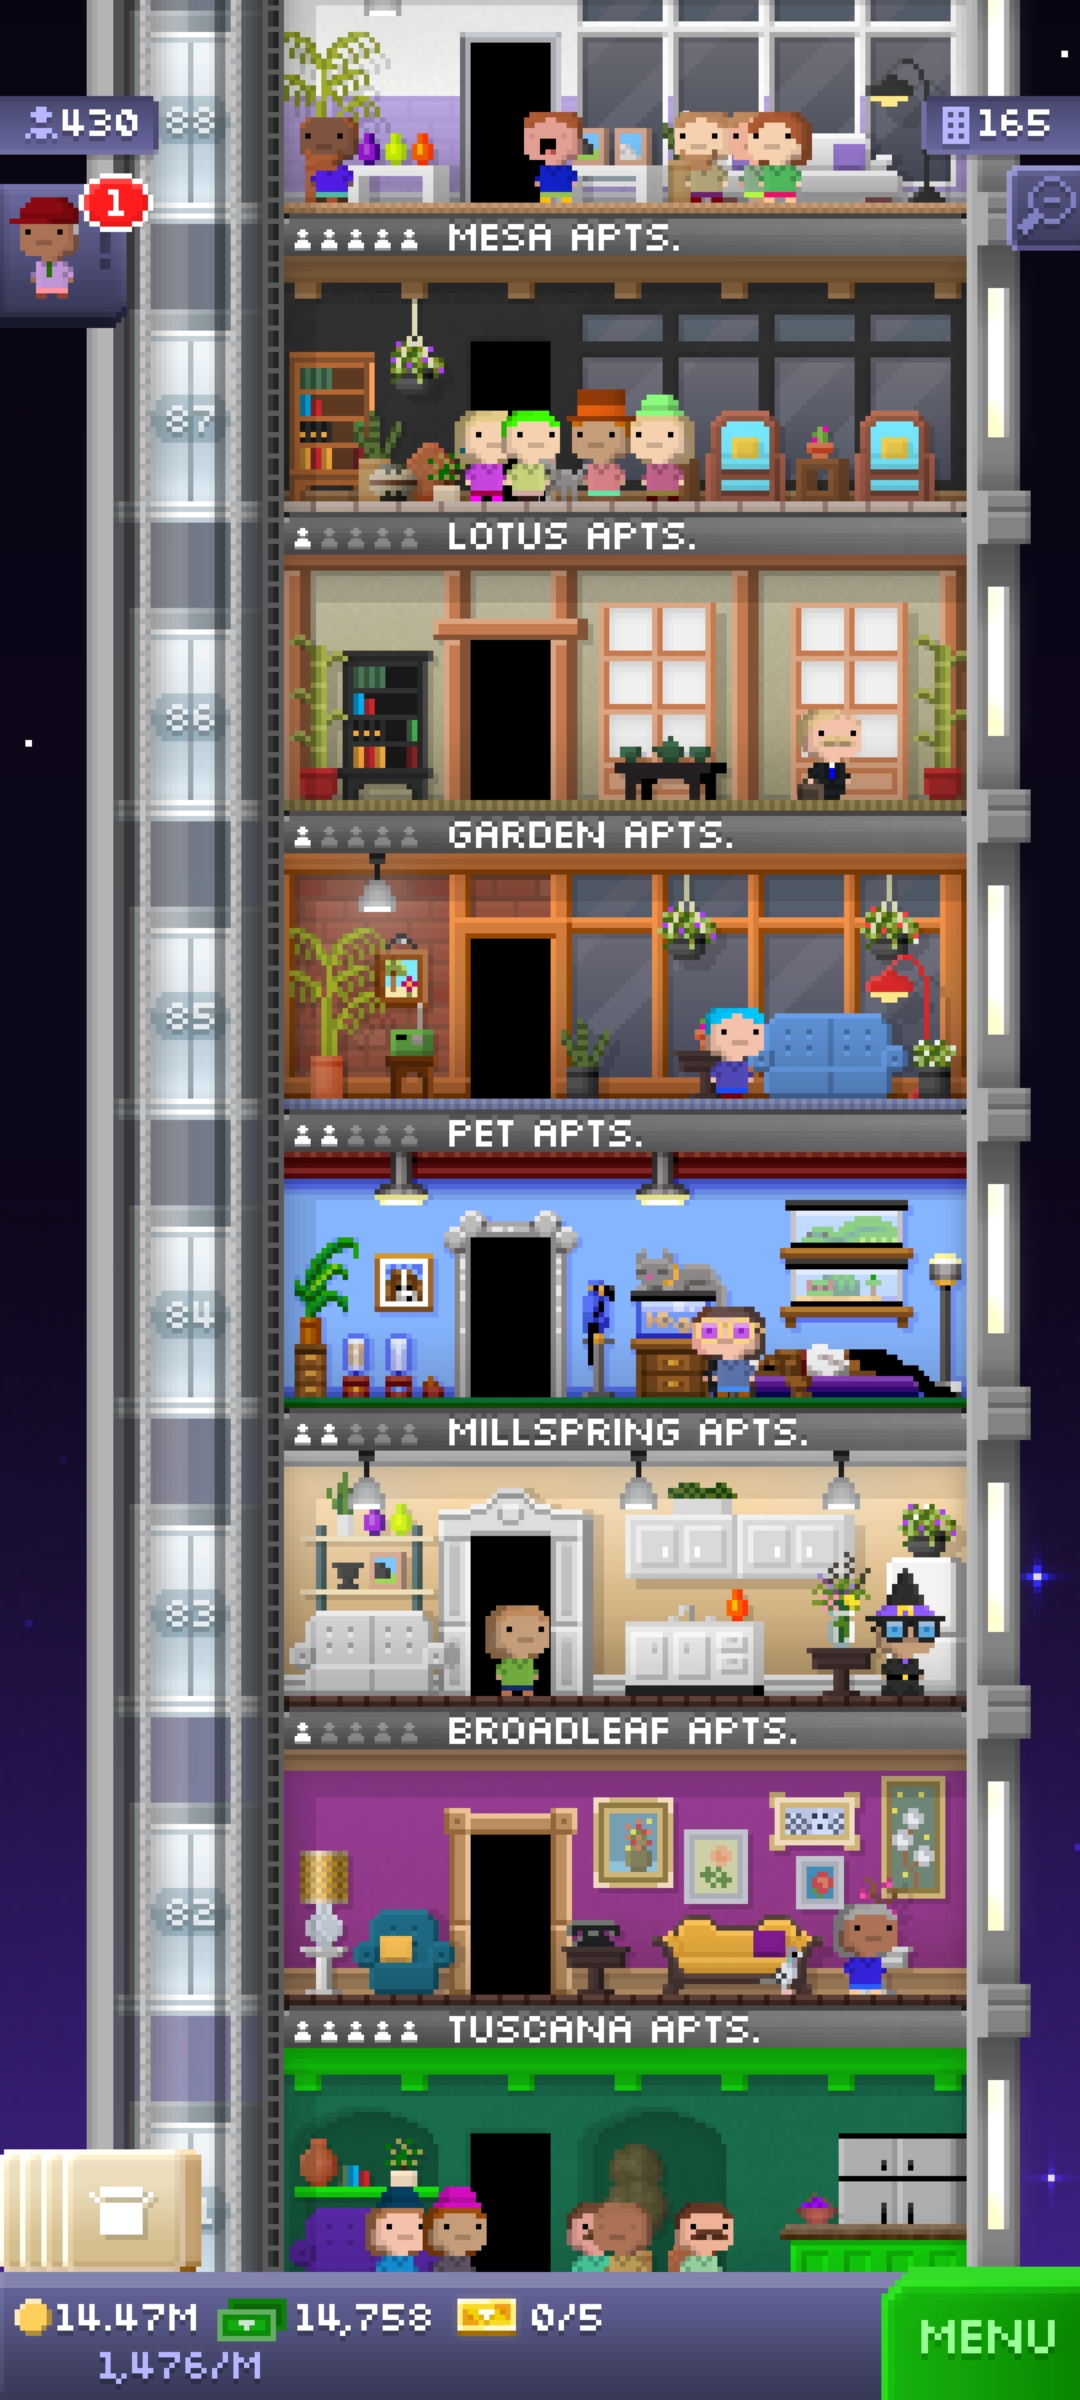 88
430
165
1
MESA APTS.
87
LOTUS APTS.
86
GARDEN APTS.
85
PET APTS.
84
MILLSPRING APTS.
83
BROADLEAF APTS.
82
TUSCANA APTS.
14.47M
14,758
0/5
MENU
1,476/M